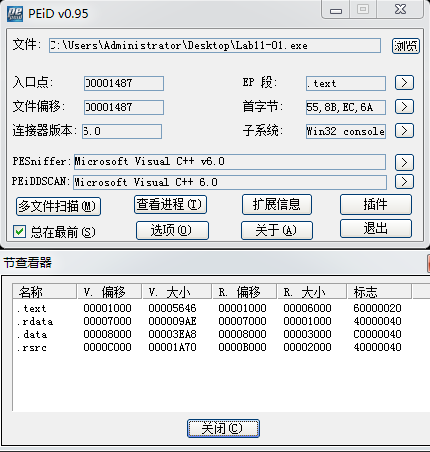 PEiD v0.95
文件: C:\Users\Administrator\Desktop\Lab11-01.exe 浏览
入口点: 00001487 EP 段: .text >
文件偏移: 00001487 首字节: 55,8B,EC,6A >
连接器版本: 6.0 子系统: Win32 console >
PESniffer: Microsoft Visual C++ v6.0 >
PEiDDSCAN: Microsoft Visual C++ 6.0 >
多文件扫描(M) 查看进程(T) 扩展信息 插件
总在最前(S) 选项(O) 关于(A) 退出
节查看器
名称 V. 偏移 V. 大小 R. 偏移 R. 大小 标志
.text 00001000 00005646 00001000 00006000 60000020
.rdata 00007000 000009AE 00007000 00001000 40000040
.data 00008000 00003EA8 00008000 00003000 C0000040
.rsrc 0000C000 00001A70 0000B000 00002000 40000040
关闭(C)